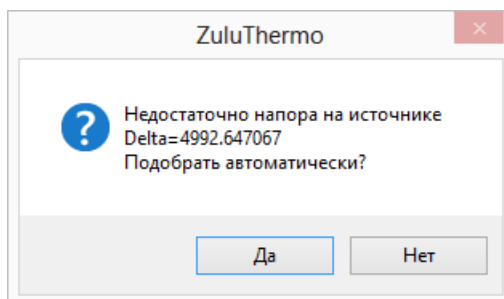 ZuluThermo
Недостаточно напора на источнике
Delta=4992.647067
Подобрать автоматически?
Да
Нет